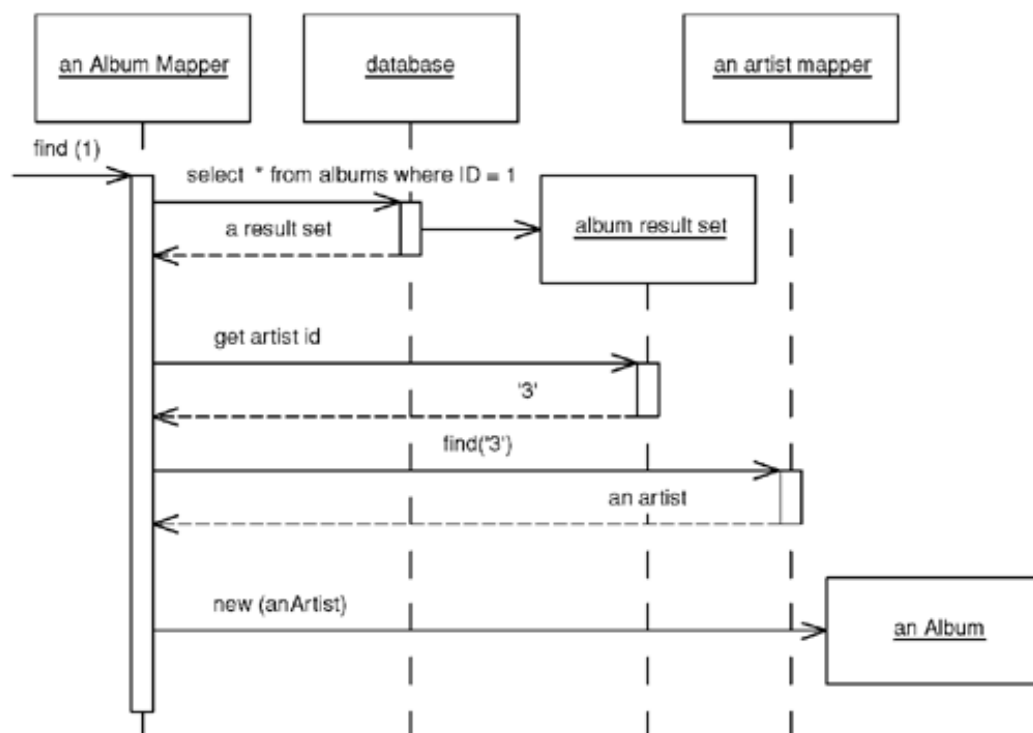 an Album Mapper
database
an artist mapper
find (1)
select * from albums where ID = 1
a result set
album result set
get artist id
'3'
find('3')
an artist
new (anArtist)
an Album